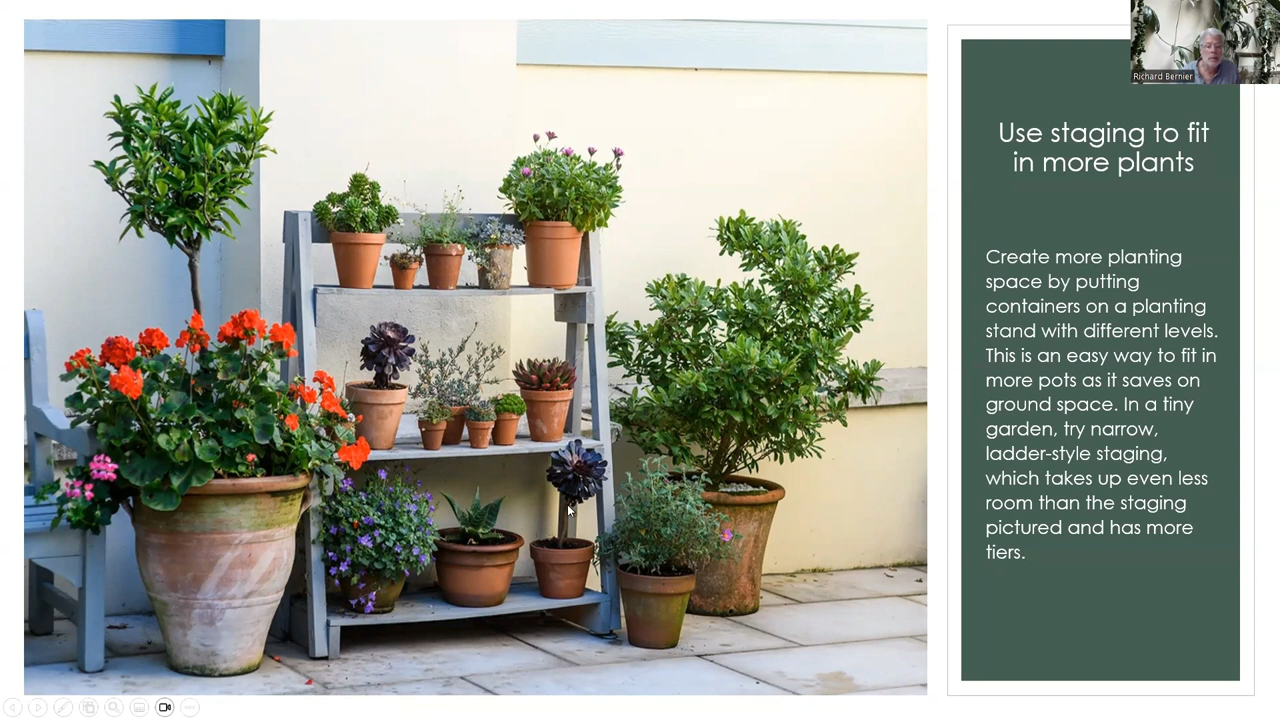 Richard Bernier
Use staging to fit
in more plants
Create more planting
space by putting
containers on a planting
stand with different levels.
This is an easy way to fit in
more pots as it saves on
ground space. In a tiny
garden, try narrow,
ladder-style staging,
which takes up even less
room than the staging
pictured and has more
tiers.